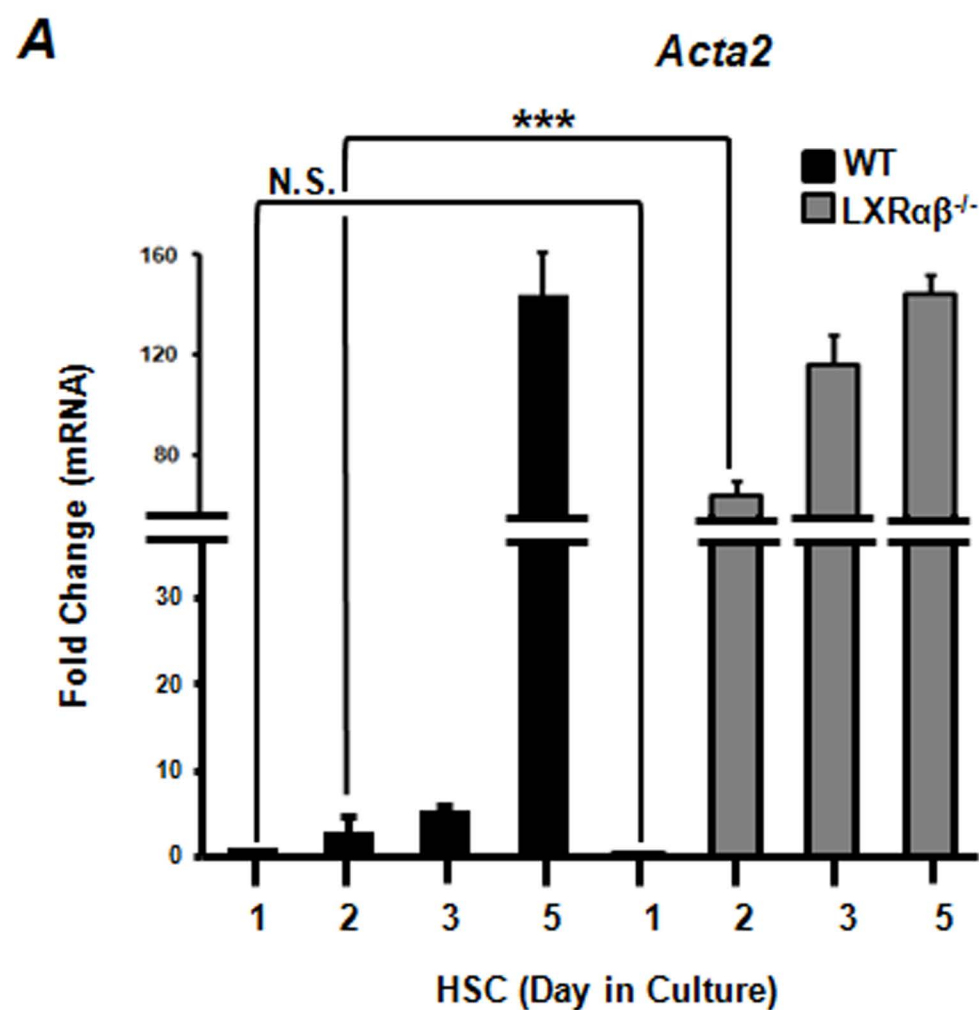 A
Acta2
***
N.S.
WT
LXRαβ-/-
160
120
80
30
20
10
0
Fold Change (mRNA)
1 2 3 5 1 2 3 5
HSC (Day in Culture)